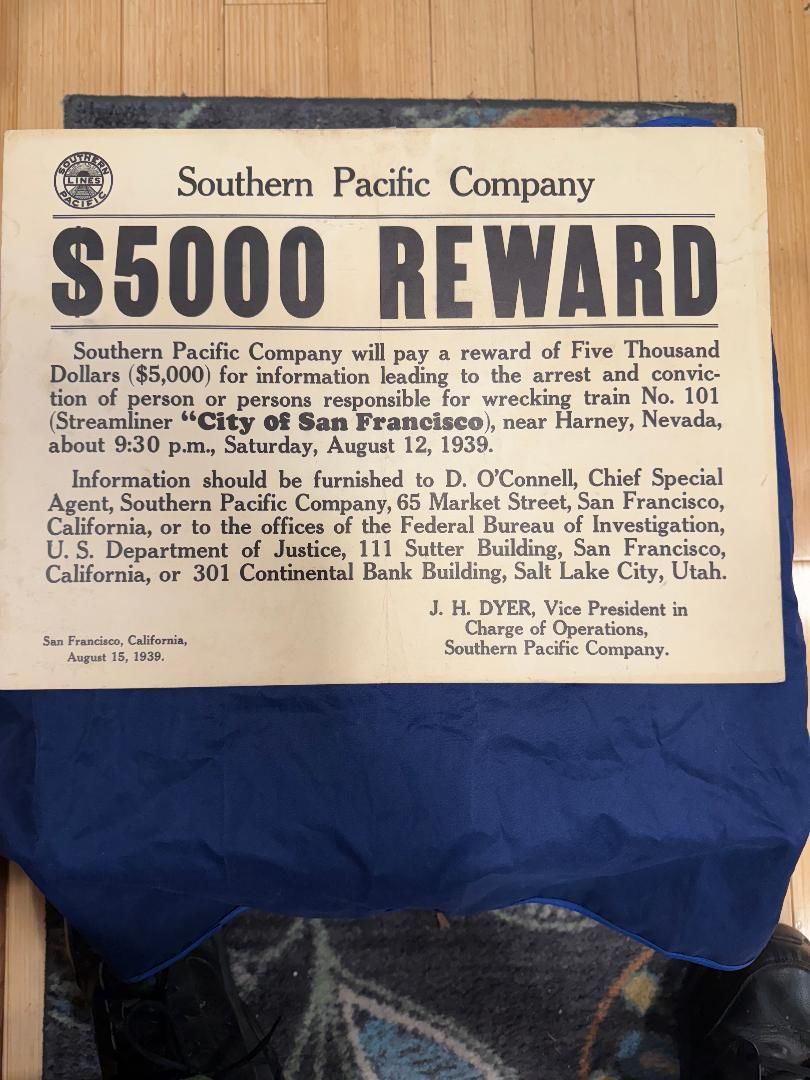 SOUTHERN
LINES
PACIFIC
Southern Pacific Company
$5000 REWARD
Southern Pacific Company will pay a reward of Five Thousand
Dollars ($5,000) for information leading to the arrest and convic-
tion of person or persons responsible for wrecking train No. 101
(Streamliner “City of San Francisco), near Harney, Nevada,
about 9:30 p.m., Saturday, August 12, 1939.
Information should be furnished to D. O'Connell, Chief Special
Agent, Southern Pacific Company, 65 Market Street, San Francisco,
California, or to the offices of the Federal Bureau of Investigation,
U. S. Department of Justice, 111 Sutter Building, San Francisco,
California, or 301 Continental Bank Building, Salt Lake City, Utah.
J. H. DYER, Vice President in
Charge of Operations,
Southern Pacific Company.
San Francisco, California,
August 15, 1939.